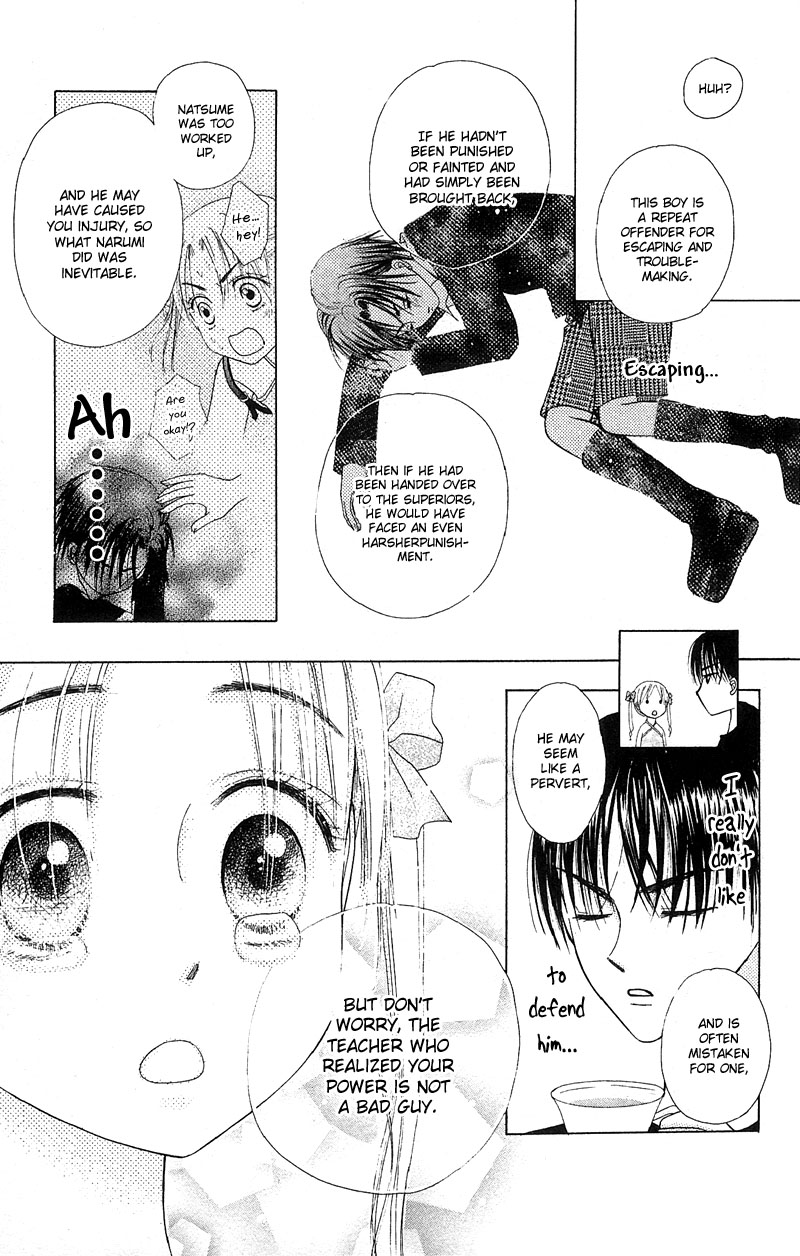 HUH?
THIS BOY IS
A REPEAT
OFFENDER FOR
ESCAPING AND
TROUBLE-
MAKING.
Escaping...
IF HE HADN'T
BEEN PUNISHED
OR FAINTED AND
HAD SIMPLY BEEN
BROUGHT BACK,
THEN IF HE HAD
BEEN HANDED OVER
TO THE SUPERIORS,
HE WOULD HAVE
FACED AN EVEN
HARSHERPUNISH-
MENT.
NATSUME
WAS TOO
WORKED
UP,
AND HE MAY
HAVE CAUSED
YOU INJURY, SO
WHAT NARUMI
DID WAS
INEVITABLE.
He...
hey!
Are
you
okay!?
Ah
......
HE MAY
SEEM
LIKE A
PERVERT,
I
really
don't
like
to
defend
him...
AND IS
OFTEN
MISTAKEN
FOR ONE,
BUT DON'T
WORRY, THE
TEACHER WHO
REALIZED YOUR
POWER IS NOT
A BAD GUY.